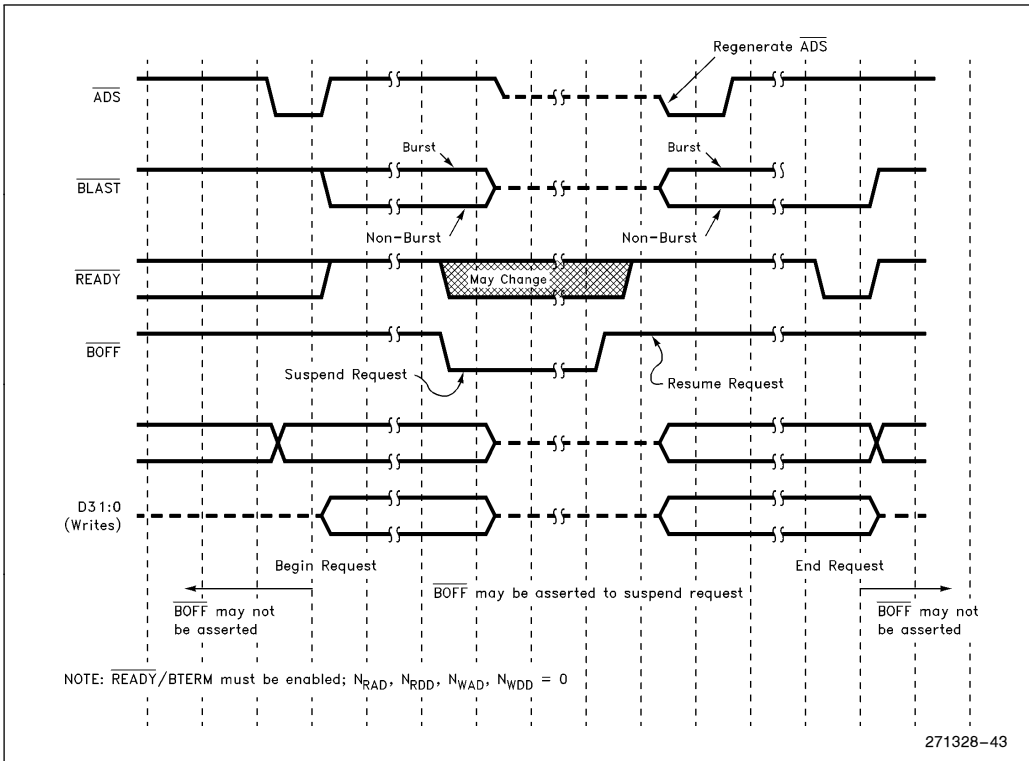 Regenerate ADS
ADS
Burst
Burst
BLAST
Non-Burst
Non-Burst
READY
May Change
BOFF
Suspend Request
Resume Request
D31:0
(Writes)
Begin Request
End Request
BOFF may not
be asserted
BOFF may be asserted to suspend request
BOFF may not
be asserted
NOTE: READY/BTERM must be enabled; NRAD, NRDD, NWAD, NWDD = 0
271328–43